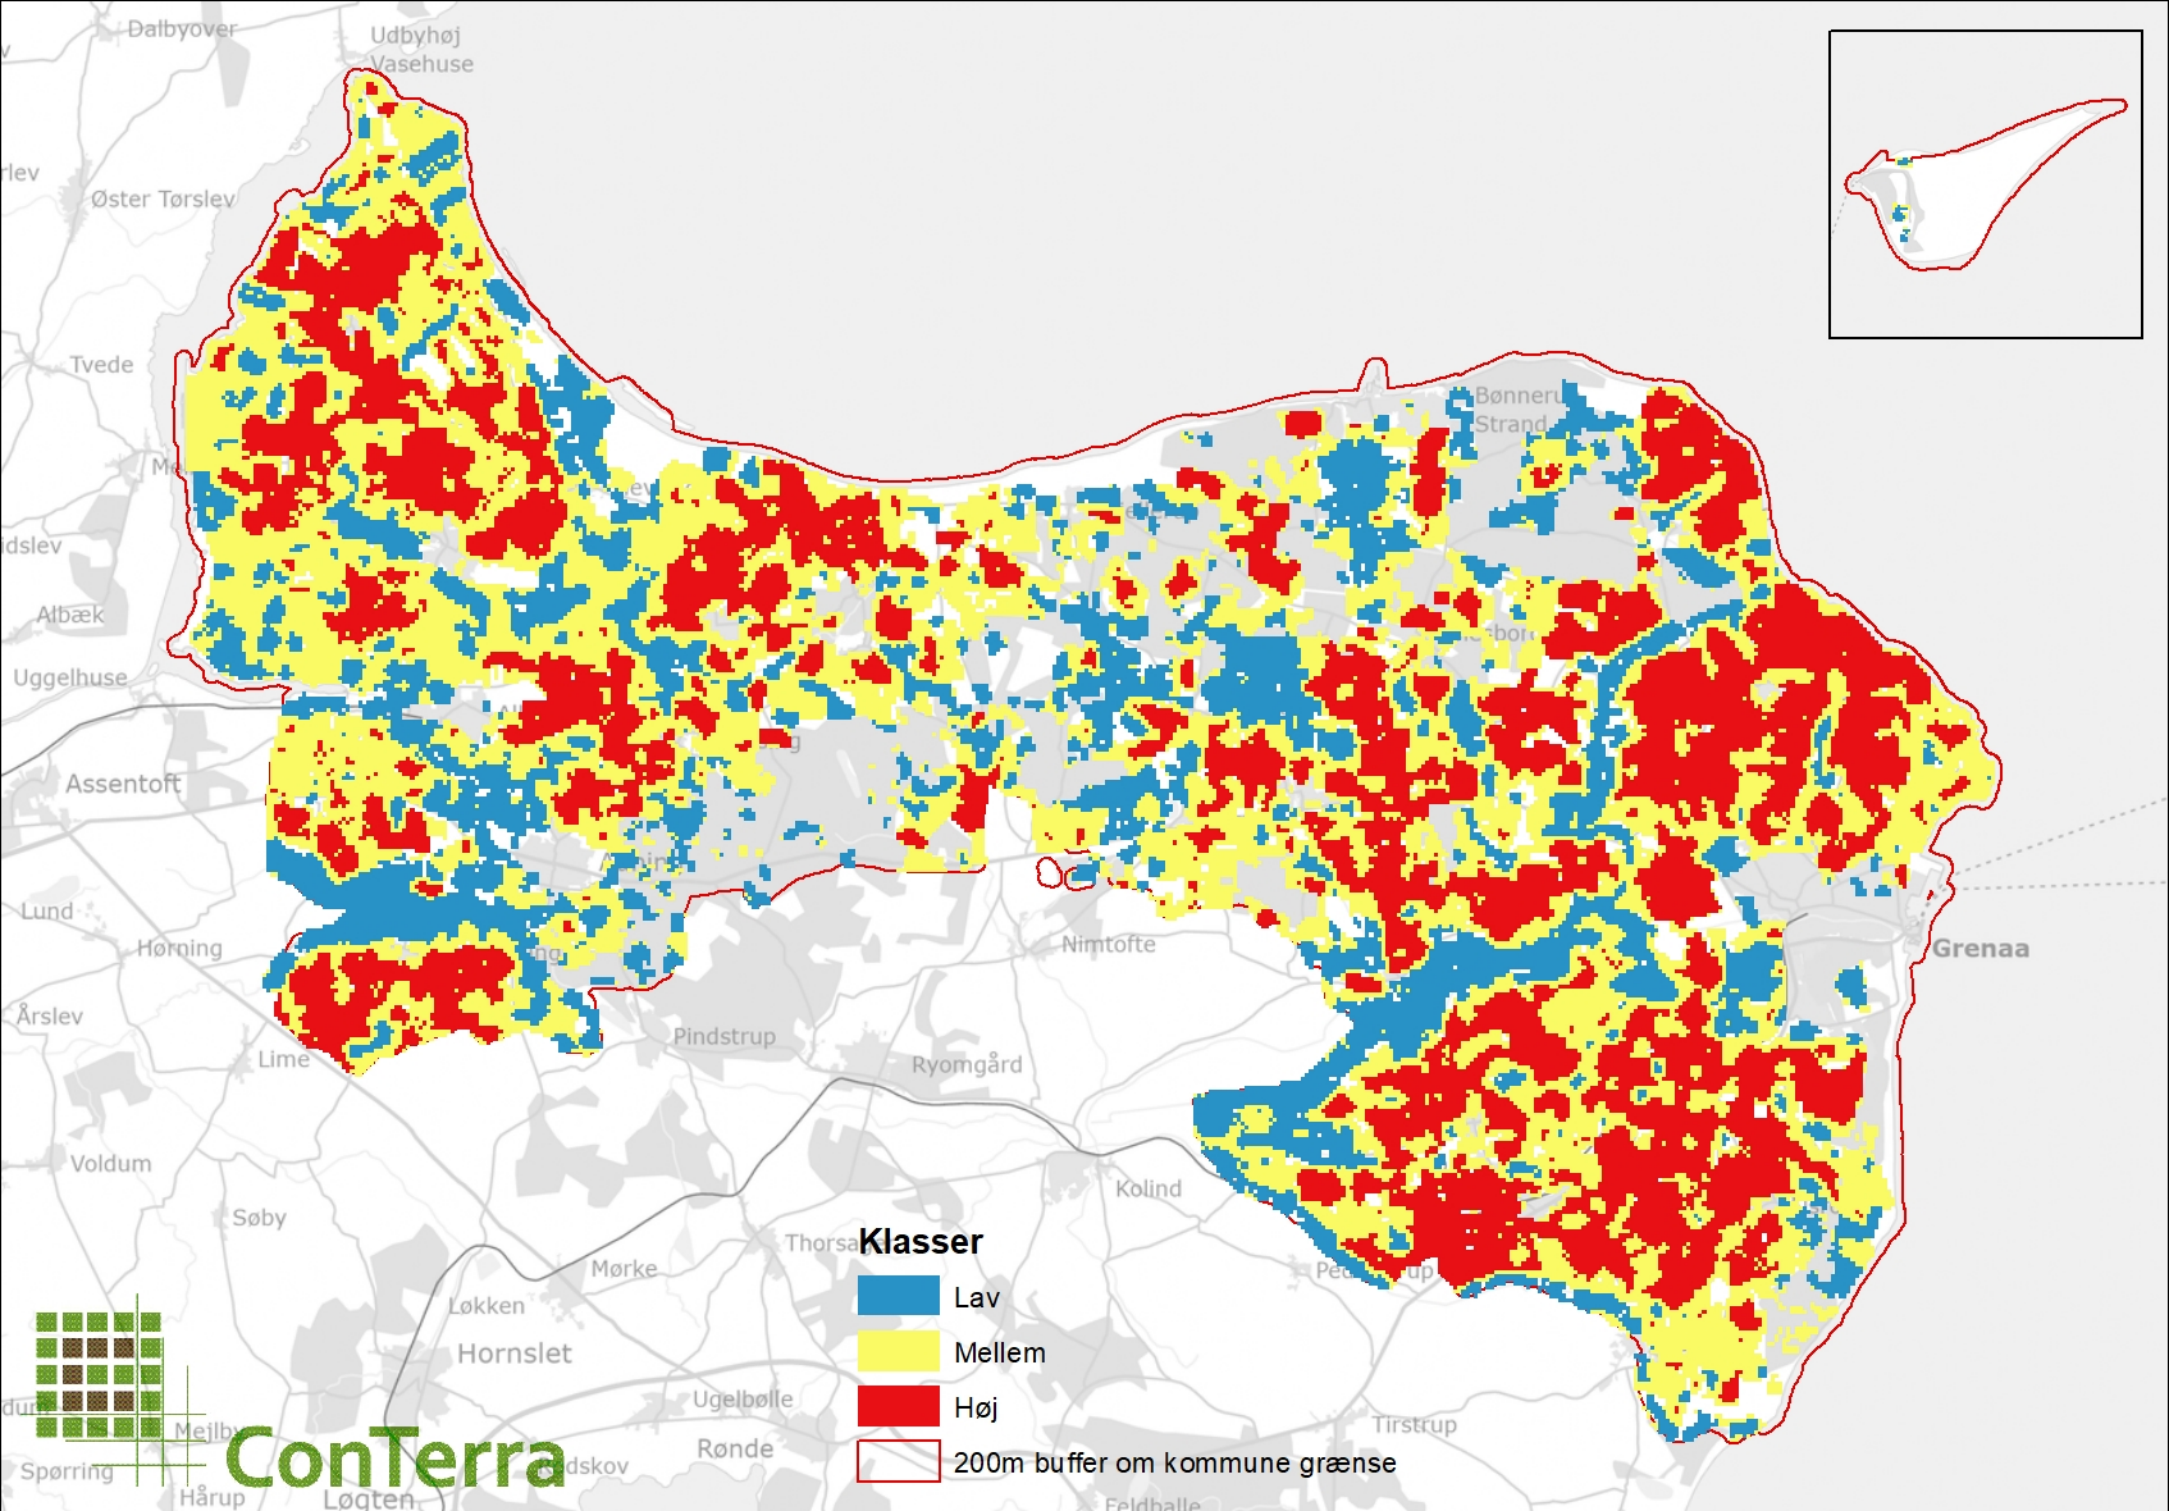 Dalbyover
Udbyhøj
Vasehuse
Øster Tørslev
Tvede
Albæk
Uggelhuse
Assentoft
Lund
Hørning
Årslev
Lime
Voldum
Søby
Bønneru
Strand
Nimtofte
Grenaa
Pindstrup
Ryomgård
Kolind
Mørke
Løkken
Hornslet
Ugelbølle
Rønde
Tirstrup
Spørring
Hårup
Løgten
Feldballe
Klasser
Lav
Mellem
Høj
200m buffer om kommune grænse
ConTerra